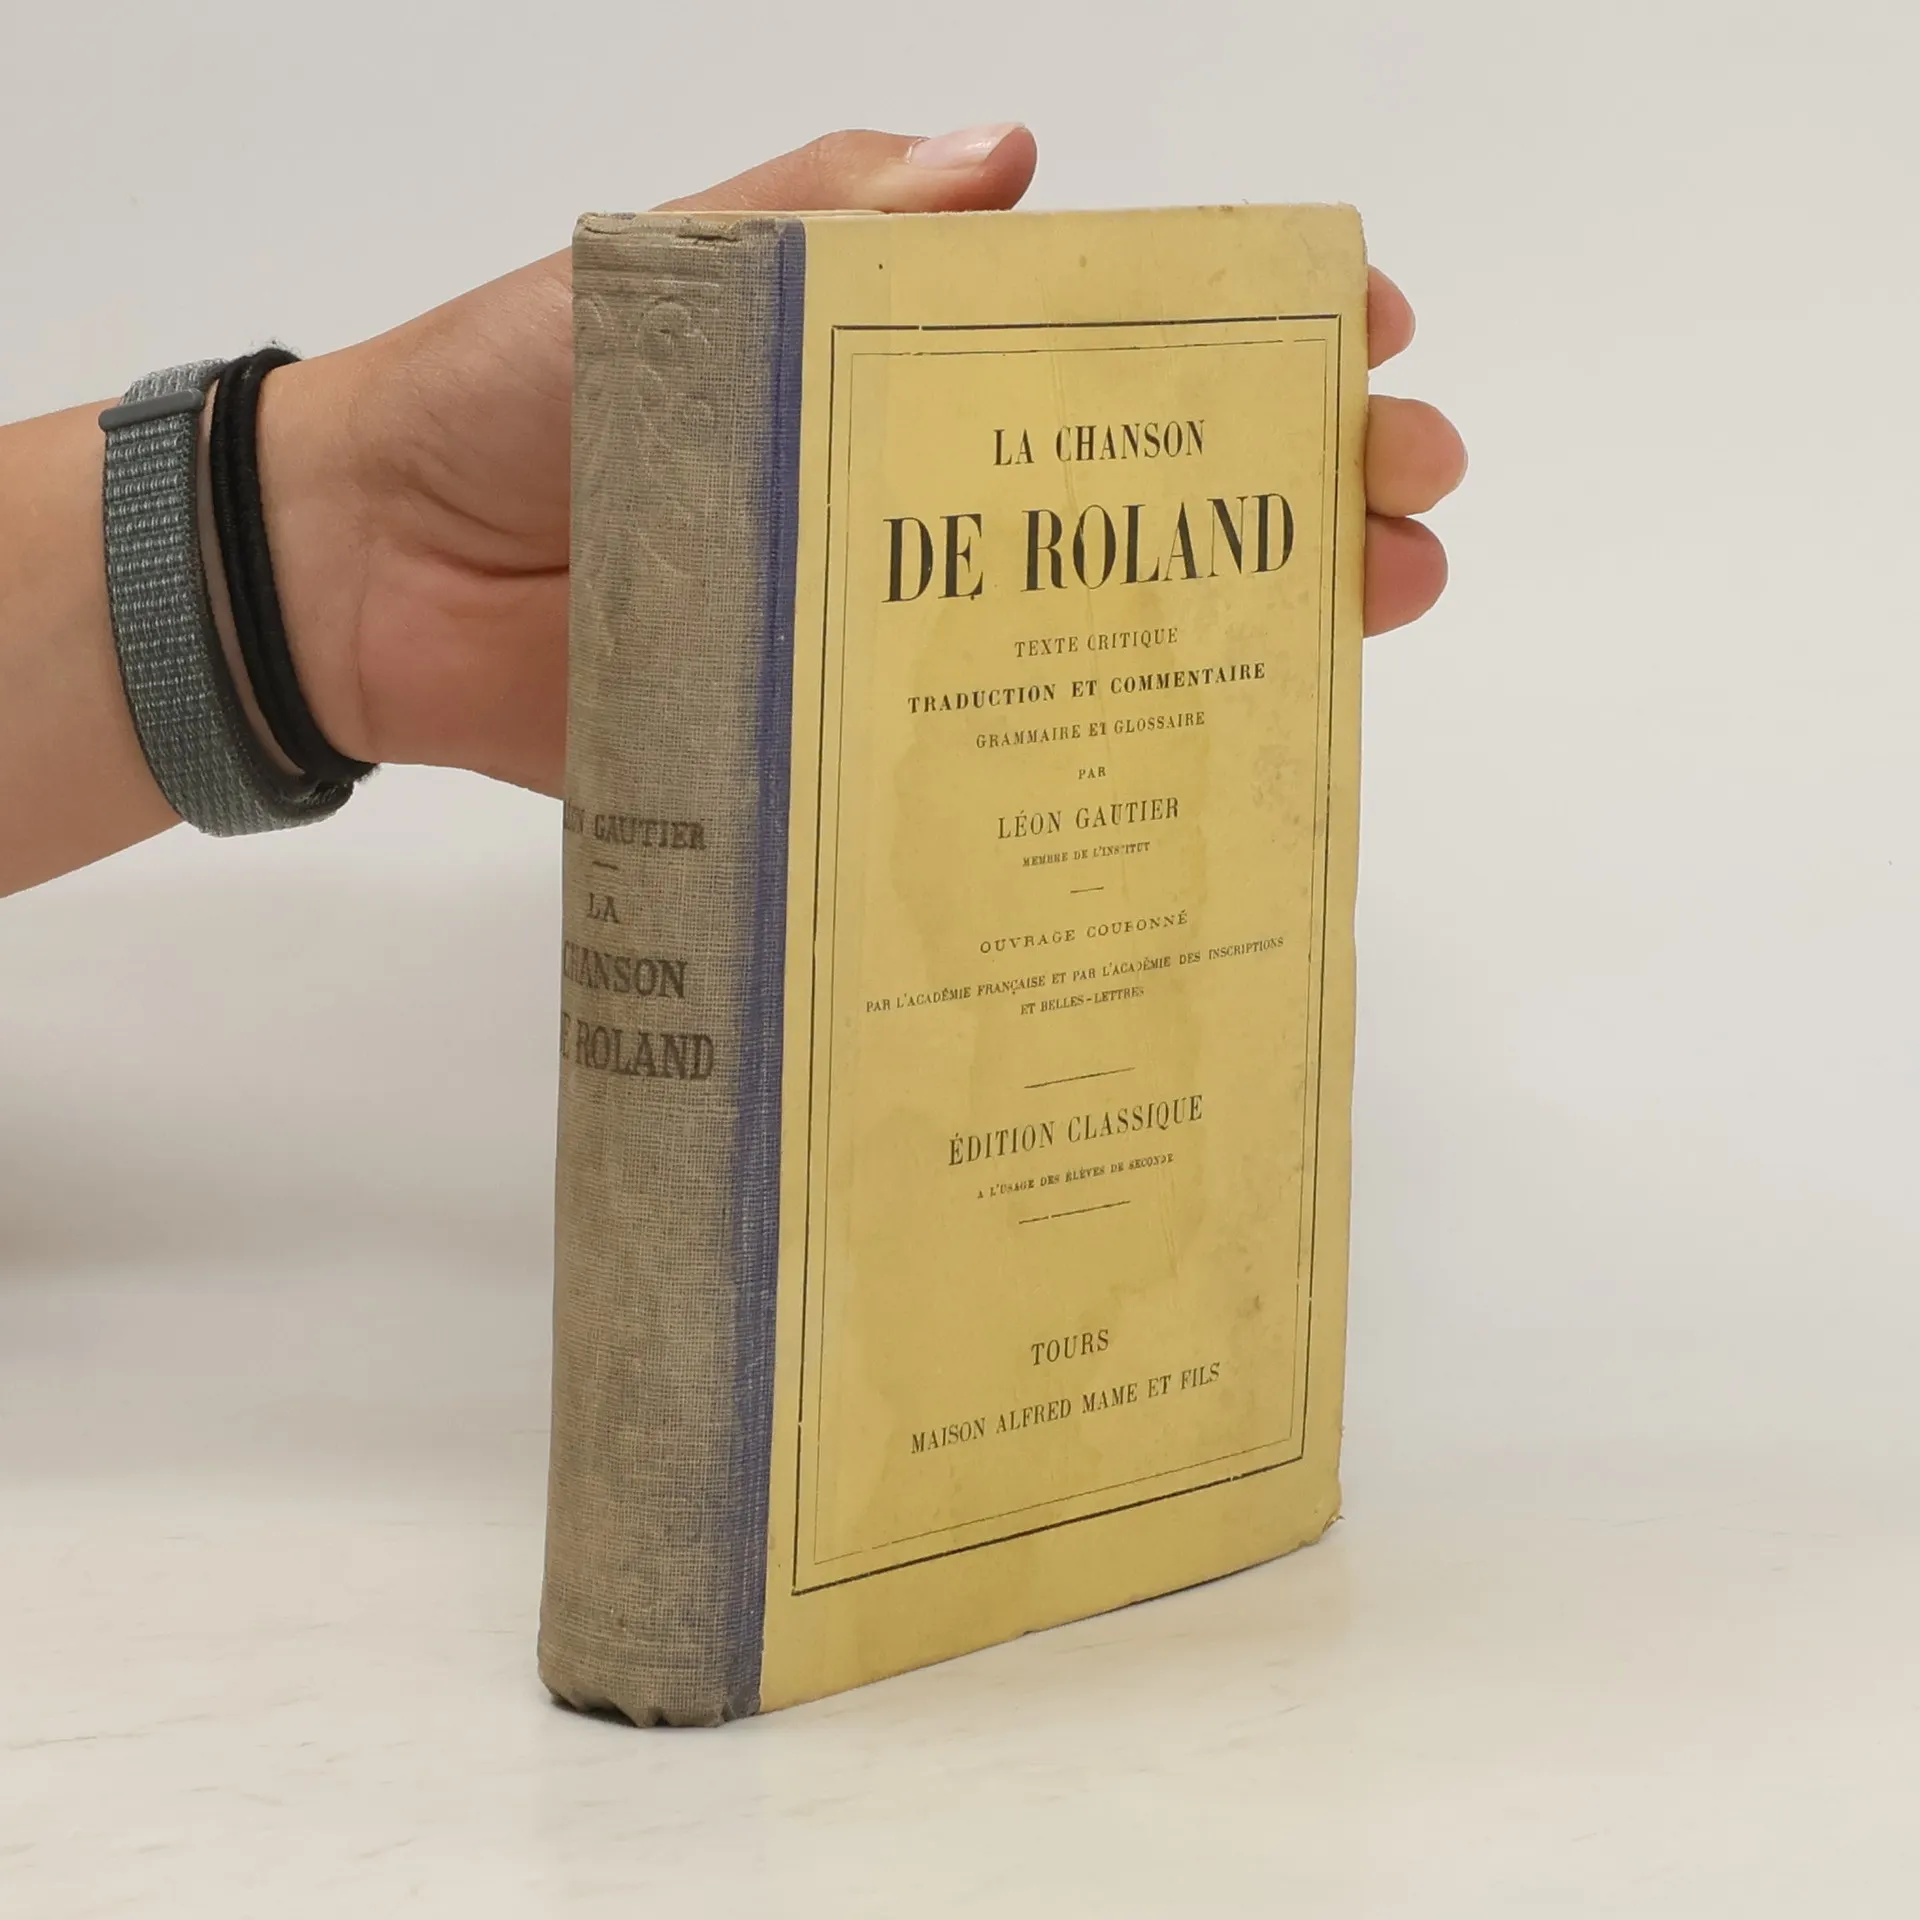 LA CHANSON
DE ROLAND
TEXTE CRITIQUE
TRADUCTION ET COMMENTAIRE
GRAMMAIRE ET GLOSSAIRE
PAR
LÉON GAUTIER
MEMBRE DE L'INSTITUT
OUVRAGE COURONNÉ
PAR L'ACADÉMIE FRANÇAISE ET PAR L'ACADÉMIE DES INSCRIPTIONS
ET BELLES-LETTRES
ÉDITION CLASSIQUE
A L'USAGE DES ÉLÈVES DE SECONDE
TOURS
MAISON ALFRED MAME ET FILS
LÉON GAUTIER
LA
CHANSON
DE ROLAND